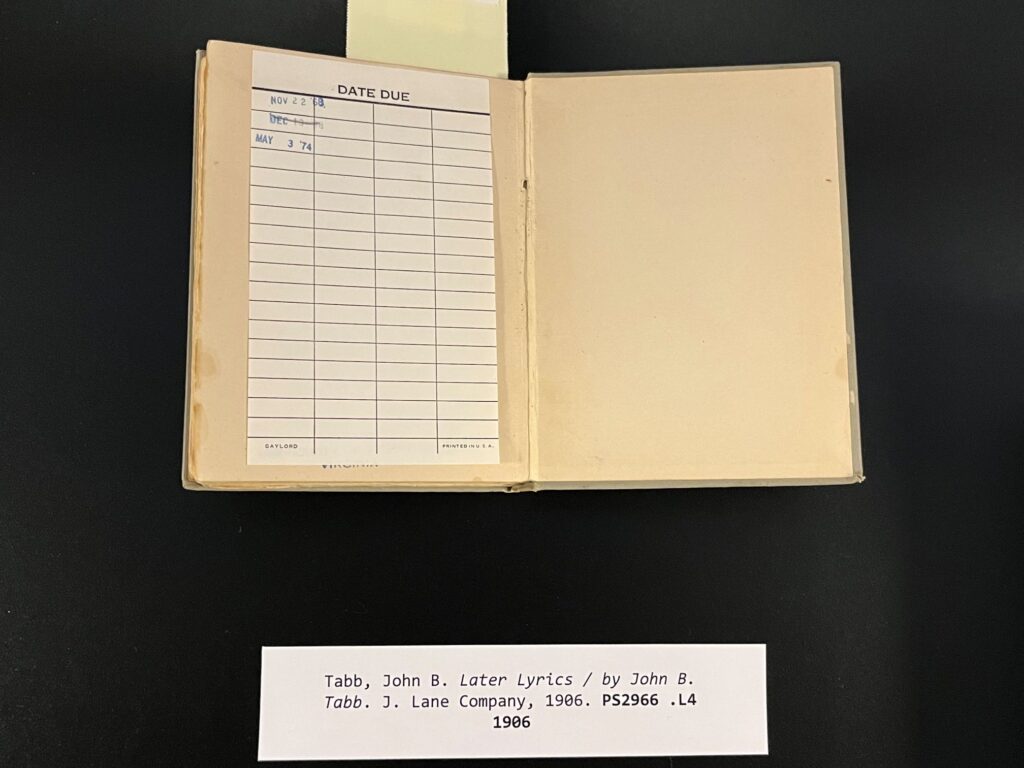 DATE DUE
NOV 22 '68
DEC 13
MAY 3 '74
GAYLORD
PRINTED IN U.S.A.
VIRGINIA
Tabb, John B. Later Lyrics / by John B.
Tabb. J. Lane Company, 1906. PS2966 .L4
1906